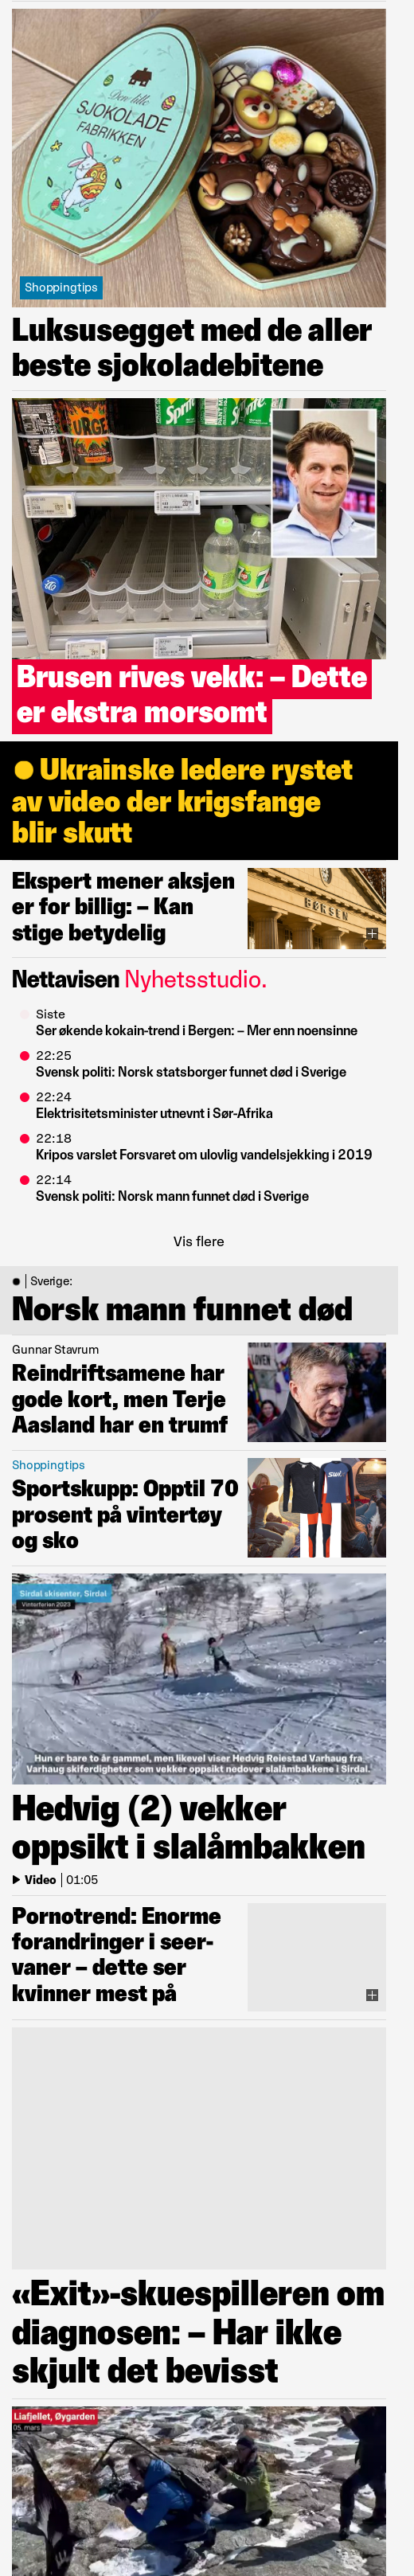 Den lille
SJOKOLADE
FABRIKKEN
Shoppingtips
Luksusegget med de aller
beste sjokoladebitene
URGE
Sprite
Sprite
Brusen rives vekk: – Dette
er ekstra morsomt
Ukrainske ledere rystet
av video der krigsfange
blir skutt
Ekspert mener aksjen
er for billig: – Kan
stige betydelig
BØRSEN
Nettavisen Nyhetsstudio.
Siste
Ser økende kokain-trend i Bergen: – Mer enn noensinne
22:25
Svensk politi: Norsk statsborger funnet død i Sverige
22:24
Elektrisitetsminister utnevnt i Sør-Afrika
22:18
Kripos varslet Forsvaret om ulovlig vandelsjekking i 2019
22:14
Svensk politi: Norsk mann funnet død i Sverige
Vis flere
Sverige:
Norsk mann funnet død
Gunnar Stavrum
Reindriftsamene har
gode kort, men Terje
Aasland har en trumf
LOVEN
Shoppingtips
Sportskupp: Opptil 70
prosent på vintertøy
og sko
Swix
Sirdal skisenter, Sirdal
Vinterferien 2023
Hun er bare to år gammel, men likevel viser Hedvig Reiestad Varhaug fra
Varhaug skiferdigheter som vekker oppsikt nedover slalåmbakkene i Sirdal.
Hedvig (2) vekker
oppsikt i slalåmbakken
Video | 01:05
Pornotrend: Enorme
forandringer i seer-
vaner – dette ser
kvinner mest på
«Exit»-skuespilleren om
diagnosen: – Har ikke
skjult det bevisst
Liafjellet, Øygarden
05. mars